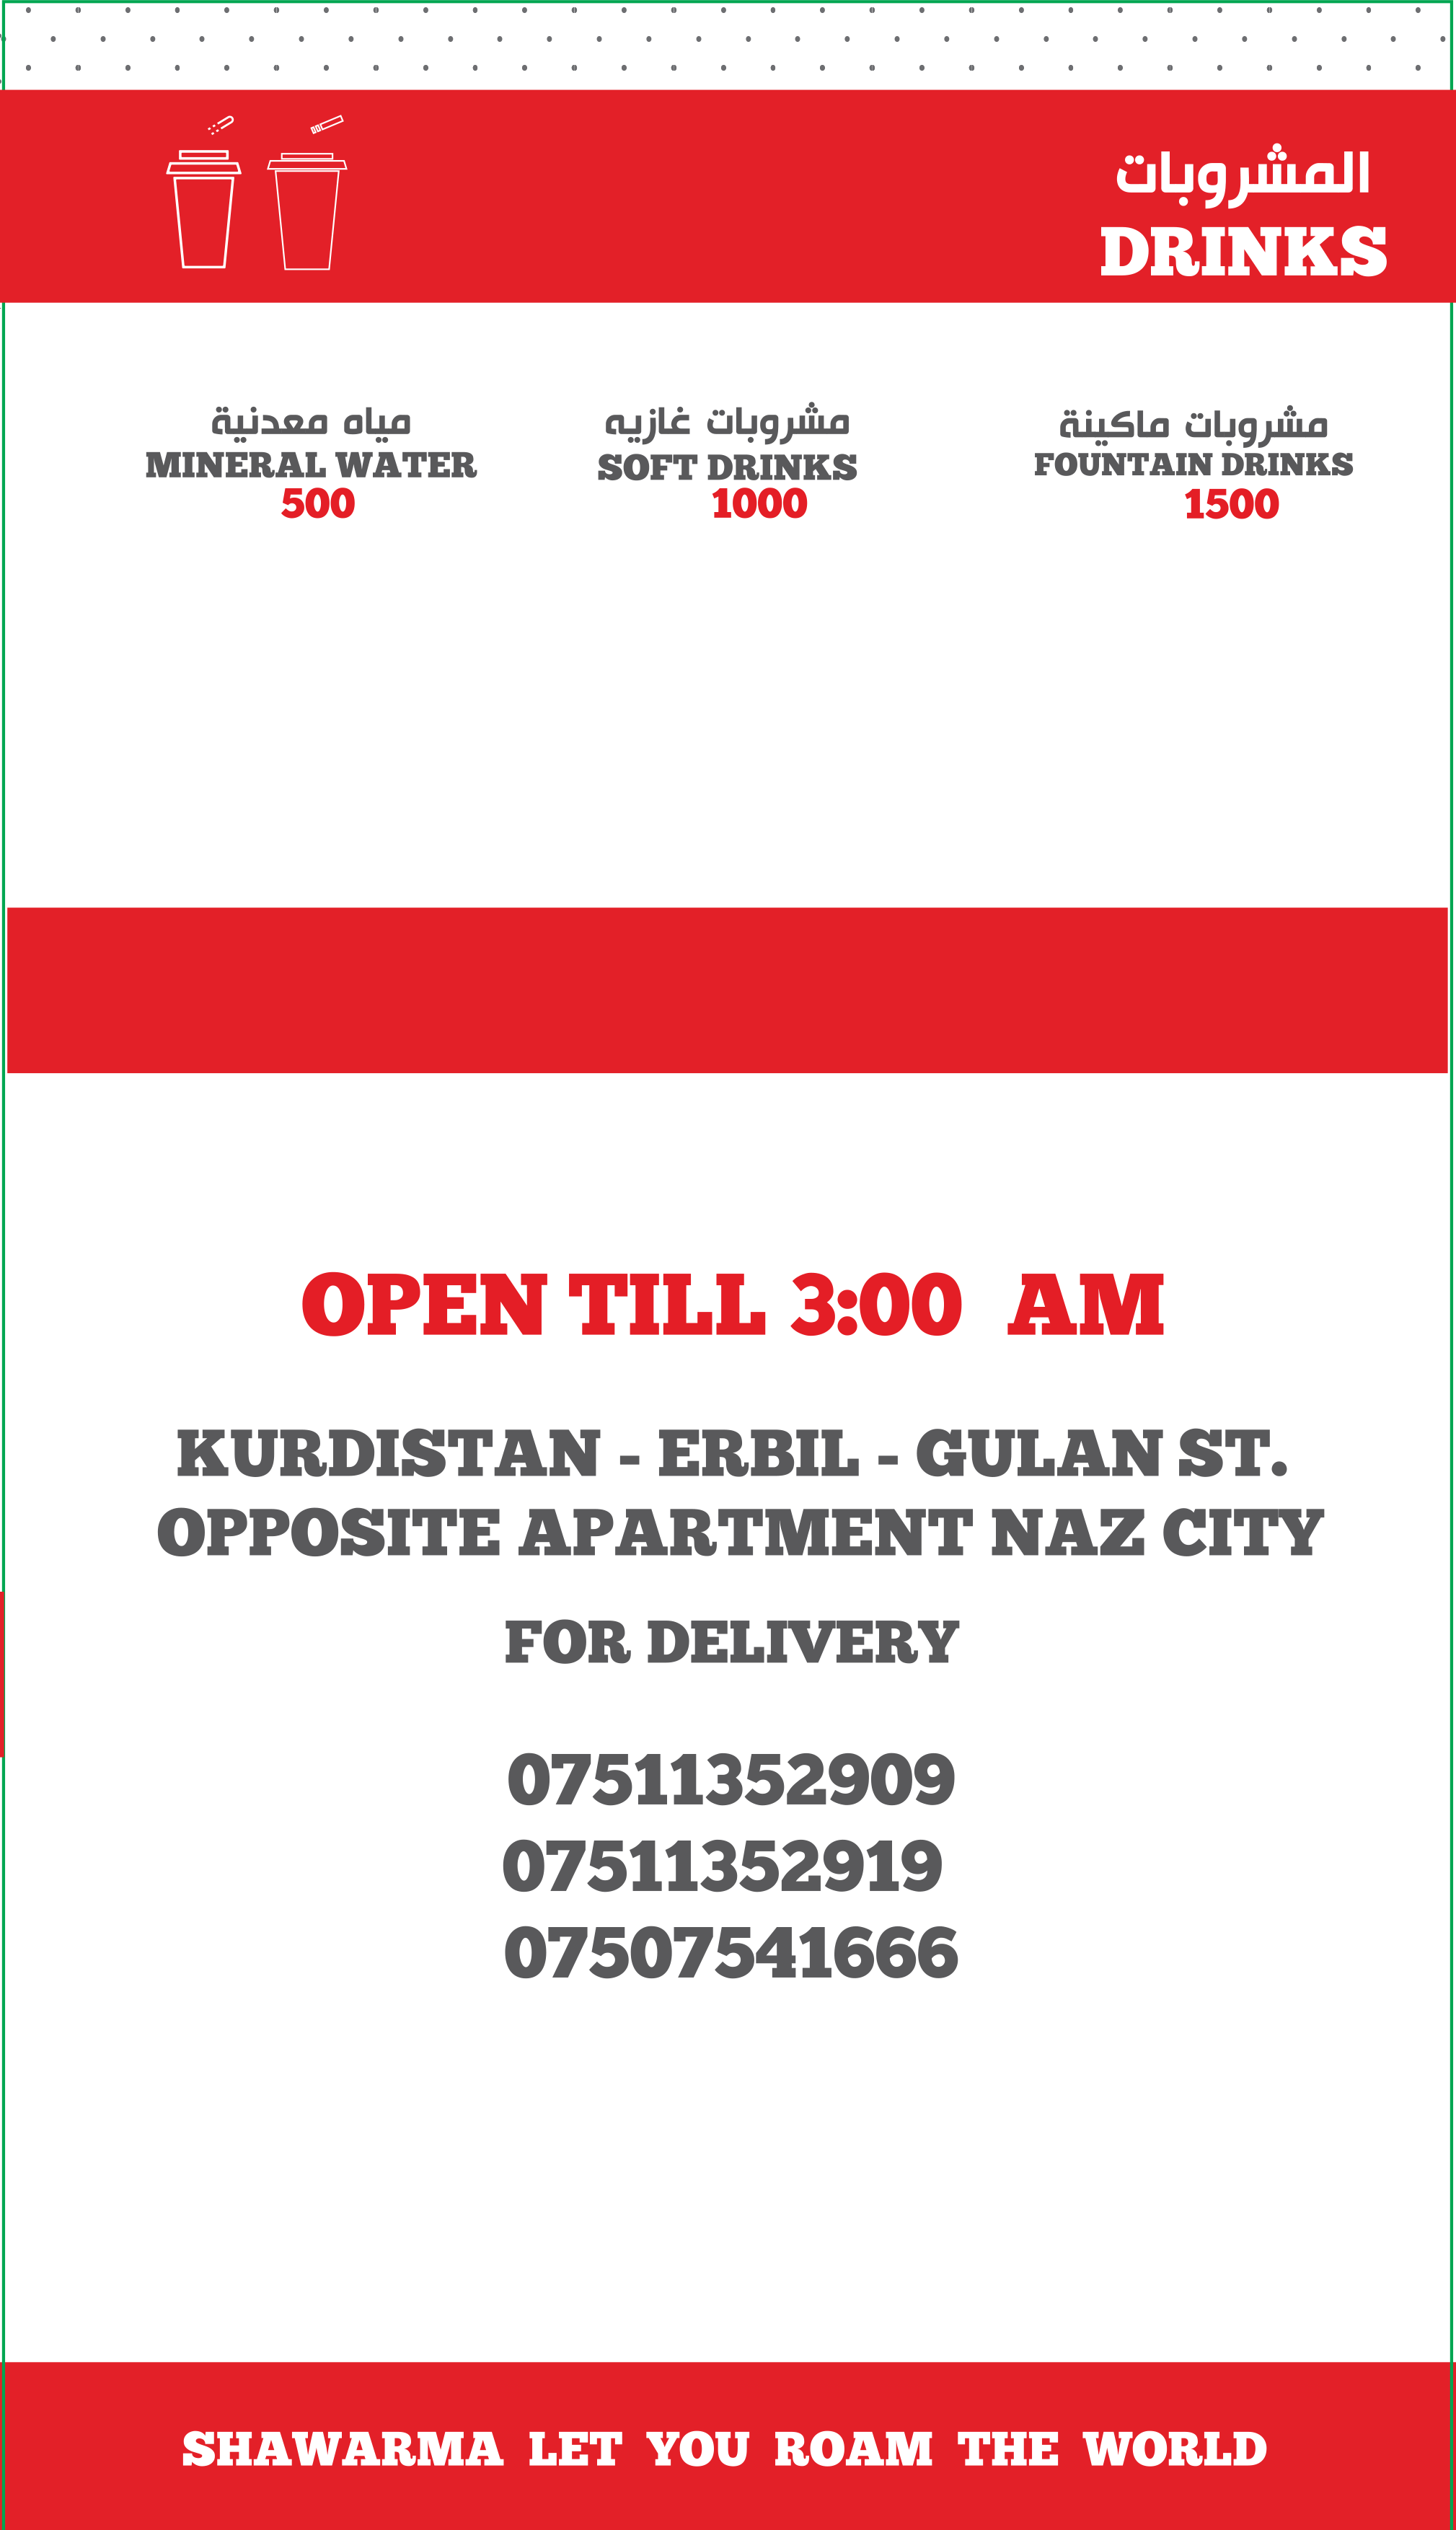 المشروبات
DRINKS
مياه معدنية
MINERAL WATER
500
مشروبات غازيه
SOFT DRINKS
1000
مشروبات ماكينة
FOUNTAIN DRINKS
1500
OPEN TILL 3:00 AM
KURDISTAN - ERBIL - GULAN ST.
OPPOSITE APARTMENT NAZ CITY
FOR DELIVERY
07511352909
07511352919
07507541666
SHAWARMA LET YOU ROAM THE WORLD